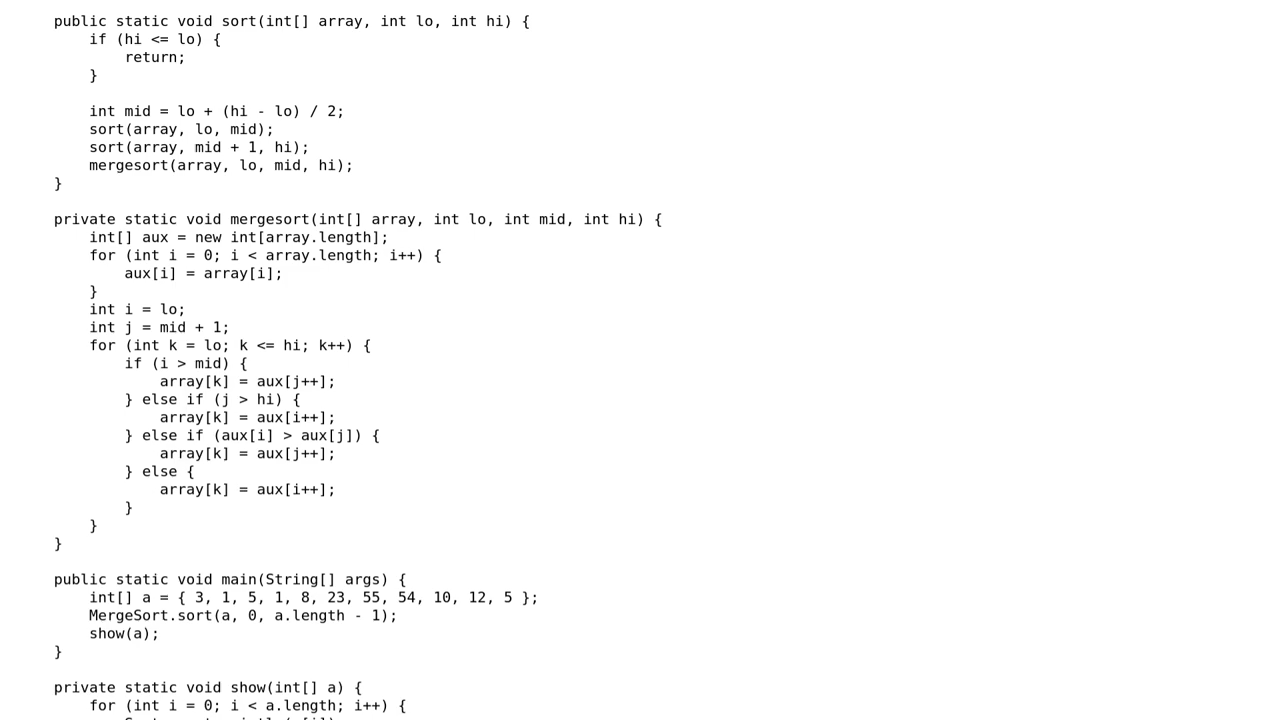 public static void sort(int[] array, int lo, int hi) {
if (hi <= lo) {
return;
}
int mid = lo + (hi - lo) / 2;
sort(array, lo, mid);
sort(array, mid + 1, hi);
mergesort(array, lo, mid, hi);
}
private static void mergesort(int[] array, int lo, int mid, int hi) {
int[] aux = new int[array.length];
for (int i = 0; i < array.length; i++) {
aux[i] = array[i];
}
int i = lo;
int j = mid + 1;
for (int k = lo; k <= hi; k++) {
if (i > mid) {
array[k] = aux[j++];
} else if (j > hi) {
array[k] = aux[i++];
} else if (aux[i] > aux[j]) {
array[k] = aux[j++];
} else {
array[k] = aux[i++];
}
}
}
public static void main(String[] args) {
int[] a = { 3, 1, 5, 1, 8, 23, 55, 54, 10, 12, 5 };
MergeSort.sort(a, 0, a.length - 1);
show(a);
}
private static void show(int[] a) {
for (int i = 0; i < a.length; i++) {